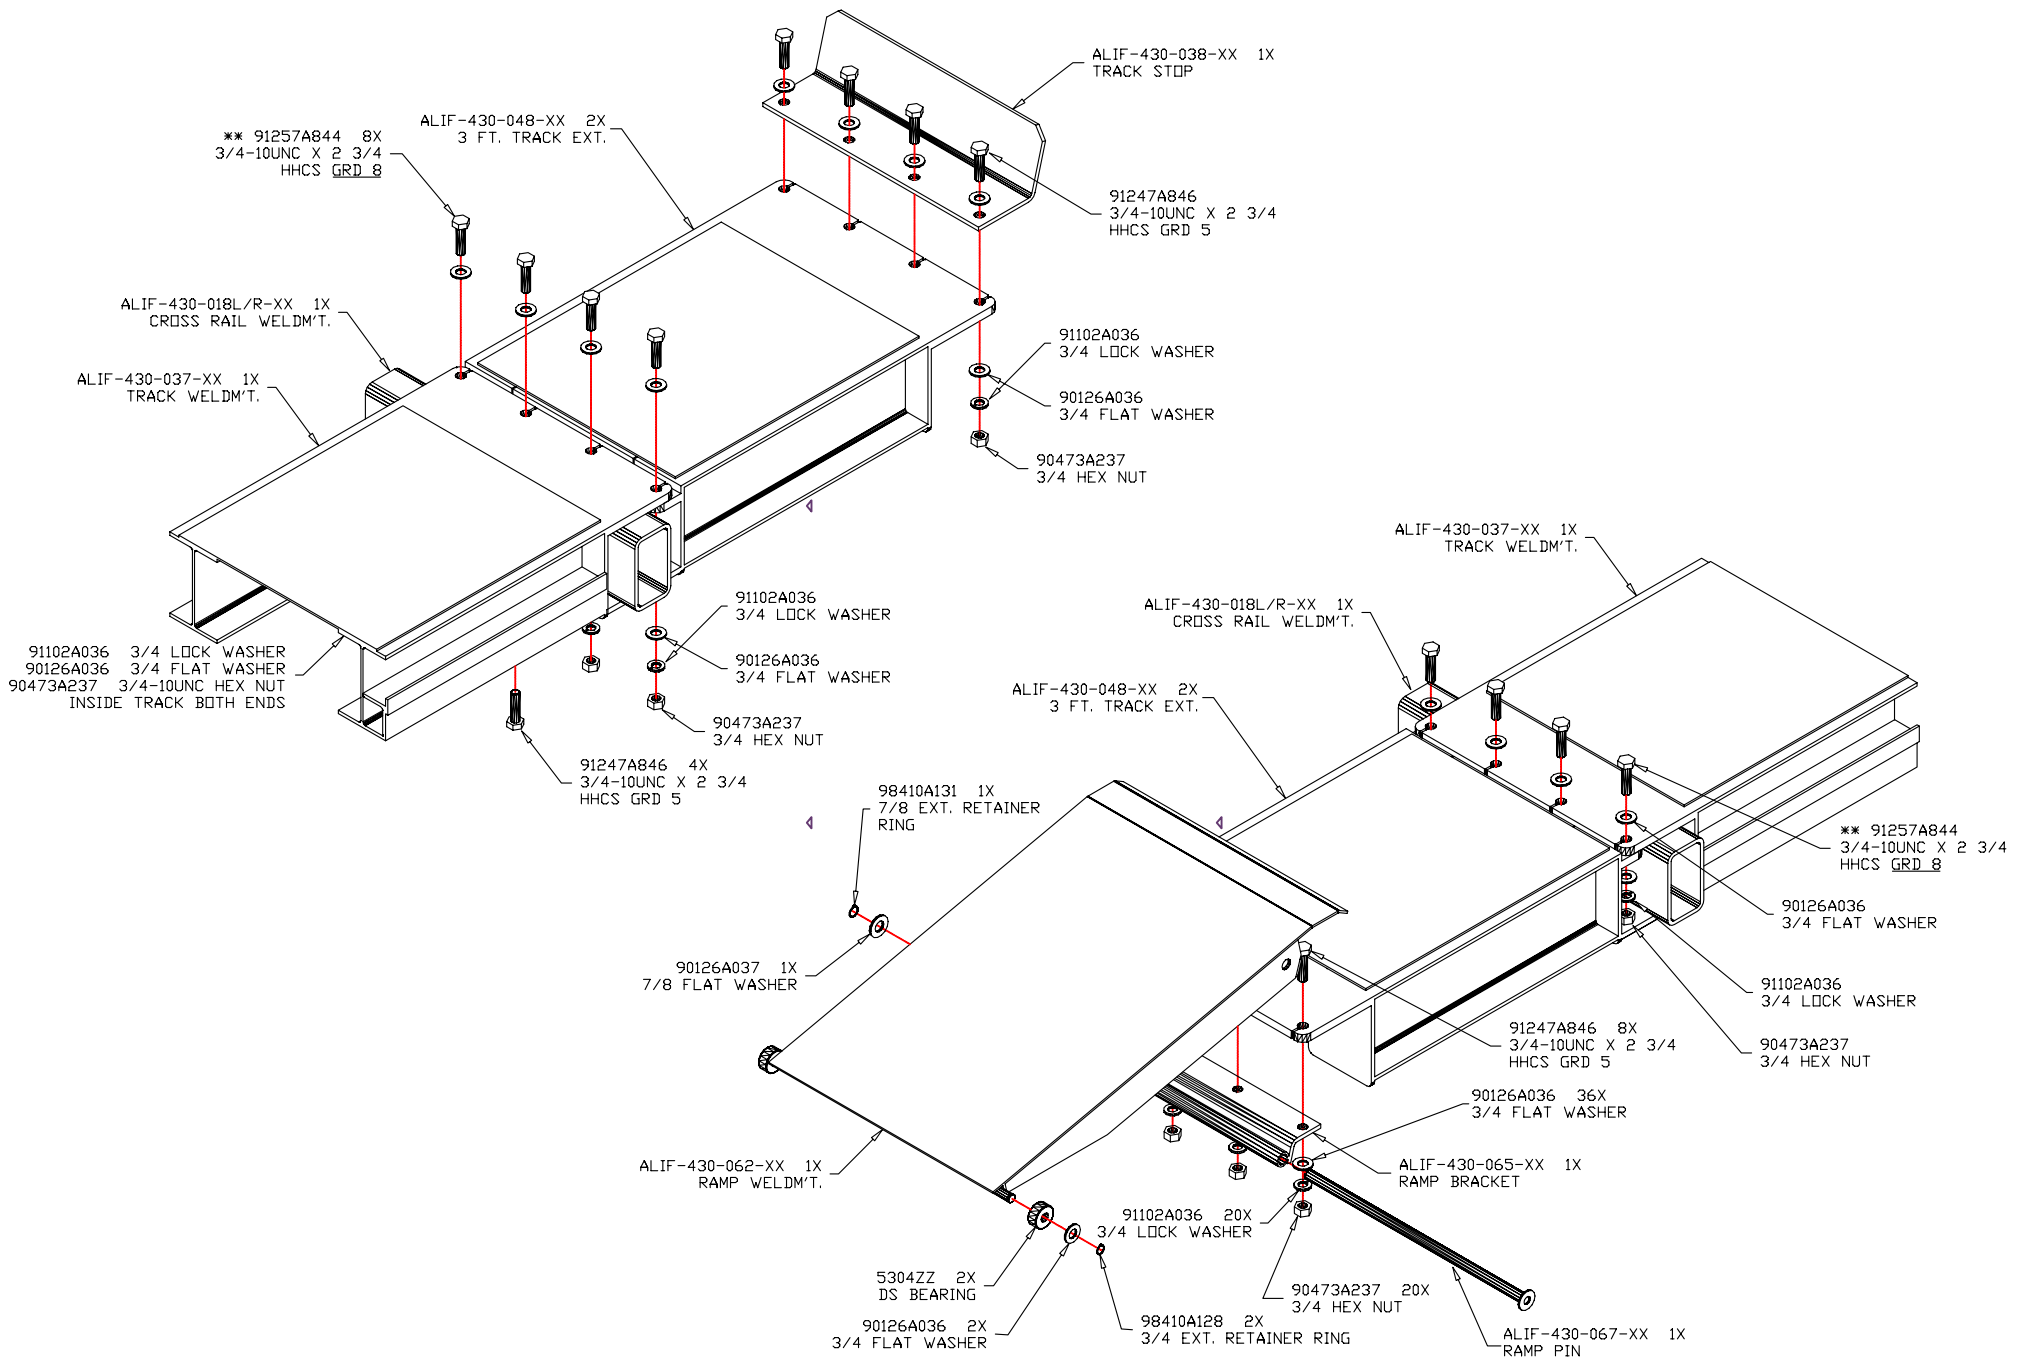 ALIF-430-038-XX 1X
TRACK STOP
ALIF-430-048-XX 2X
3 FT. TRACK EXT.
** 91257A844 8X
3/4-10UNC X 2 3/4
HHCS GRD 8
91247A846
3/4-10UNC X 2 3/4
HHCS GRD 5
ALIF-430-018L/R-XX 1X
CROSS RAIL WELDM'T.
91102A036
3/4 LOCK WASHER
ALIF-430-037-XX 1X
TRACK WELDM'T.
90126A036
3/4 FLAT WASHER
90473A237
3/4 HEX NUT
91102A036
3/4 LOCK WASHER
91102A036 3/4 LOCK WASHER
90126A036 3/4 FLAT WASHER
90473A237 3/4-10UNC HEX NUT
INSIDE TRACK BOTH ENDS
90126A036
3/4 FLAT WASHER
90473A237
3/4 HEX NUT
91247A846 4X
3/4-10UNC X 2 3/4
HHCS GRD 5
ALIF-430-037-XX 1X
TRACK WELDM'T.
ALIF-430-018L/R-XX 1X
CROSS RAIL WELDM'T.
ALIF-430-048-XX 2X
3 FT. TRACK EXT.
98410A131 1X
7/8 EXT. RETAINER
RING
** 91257A844
3/4-10UNC X 2 3/4
HHCS GRD 8
90126A036
3/4 FLAT WASHER
90126A037 1X
7/8 FLAT WASHER
91102A036
3/4 LOCK WASHER
91247A846 8X
3/4-10UNC X 2 3/4
HHCS GRD 5
90473A237
3/4 HEX NUT
90126A036 36X
3/4 FLAT WASHER
ALIF-430-062-XX 1X
RAMP WELDM'T.
ALIF-430-065-XX 1X
RAMP BRACKET
91102A036 20X
3/4 LOCK WASHER
5304ZZ 2X
DS BEARING
90473A237 20X
3/4 HEX NUT
90126A036 2X
3/4 FLAT WASHER
98410A128 2X
3/4 EXT. RETAINER RING
ALIF-430-067-XX 1X
RAMP PIN